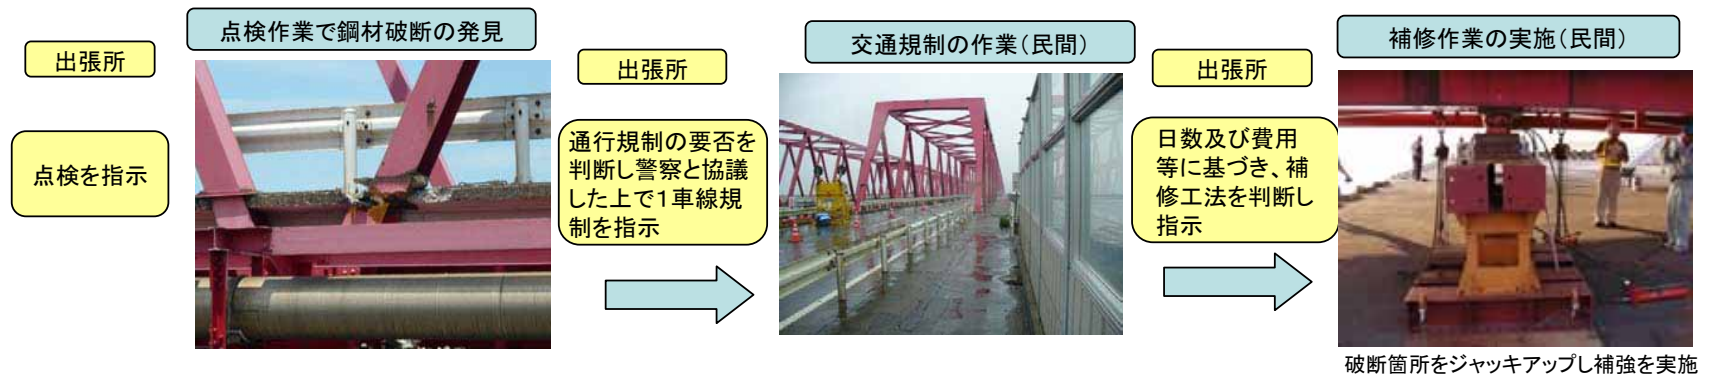 出張所
点検を指示
点検作業で鋼材破断の発見
出張所
通行規制の要否を
判断し警察と協議
した上で１車線規
制を指示
交通規制の作業（民間）
出張所
日数及び費用
等に基づき、補
修工法を判断し
指示
補修作業の実施（民間）
破断箇所をジャッキアップし補強を実施